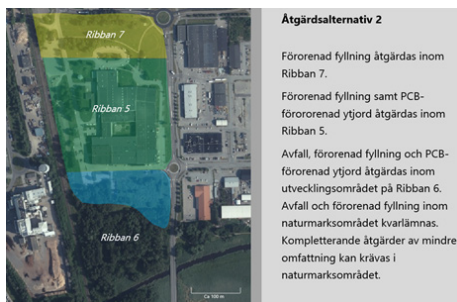 Ribban 7
Ribban 5
Ribban 6
Ca 100 m
Åtgärdsalternativ 2
Förorenad fyllning åtgärdas inom
Ribban 7.
Förorenad fyllning samt PCB-
förororenad ytjord åtgärdas inom
Ribban 5.
Avfall, förorenad fyllning och PCB-
förorenad ytjord åtgärdas inom
utvecklingsområdet på Ribban 6.
Avfall och förorenad fyllning inom
naturmarksområdet kvarlämnas.
Kompletterande åtgärder av mindre
omfattning kan krävas i
naturmarksområdet.